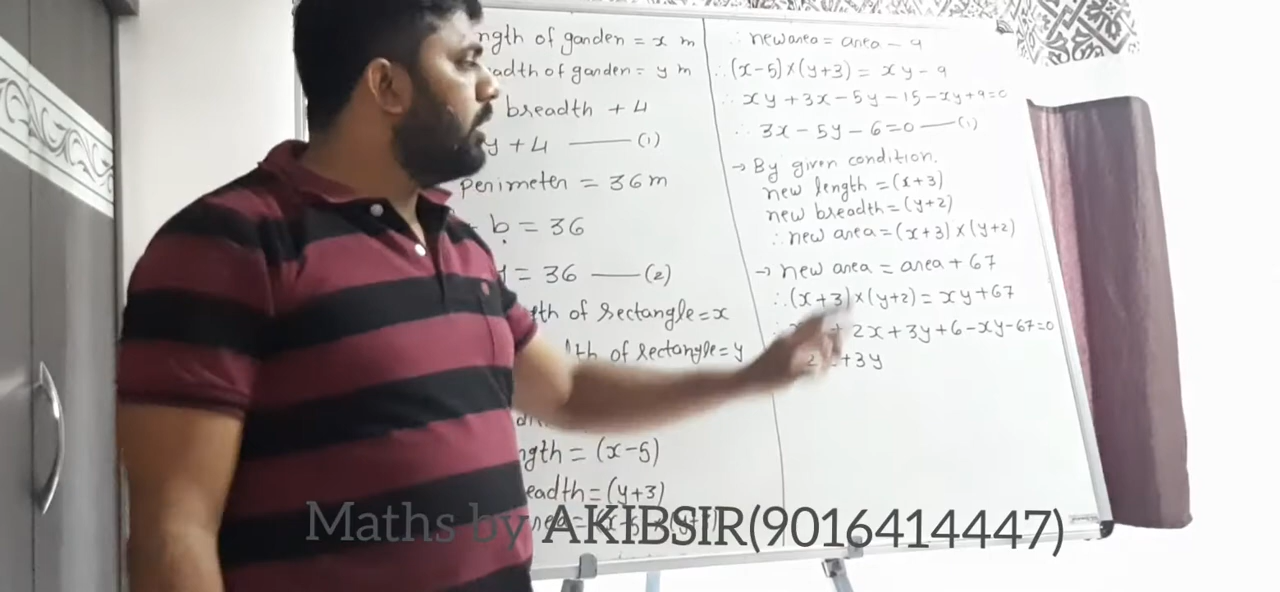 ngth of garden = x m
eadth of garden = y m
breadth + 4
y + 4 —— (1)
perimeter = 36m
b = 36
y = 36 —— (2)
gth of rectangle = x
dth of rectangle = y
ngth = (x-5)
eadth = (y+3)
∴ new area = area - 9
∴ (x-5)×(y+3) = xy - 9
∴ xy + 3x - 5y - 15 - xy + 9 = 0
∴ 3x - 5y - 6 = 0 —— (1)
→ By given condition.
new length = (x+3)
new breadth = (y+2)
∴ new area = (x+3)×(y+2)
→ new area = area + 67
∴ (x+3)×(y+2) = xy + 67
+ 2x + 3y + 6 - xy - 67 = 0
+ 3y
Maths by AKIBSIR(9016414447)